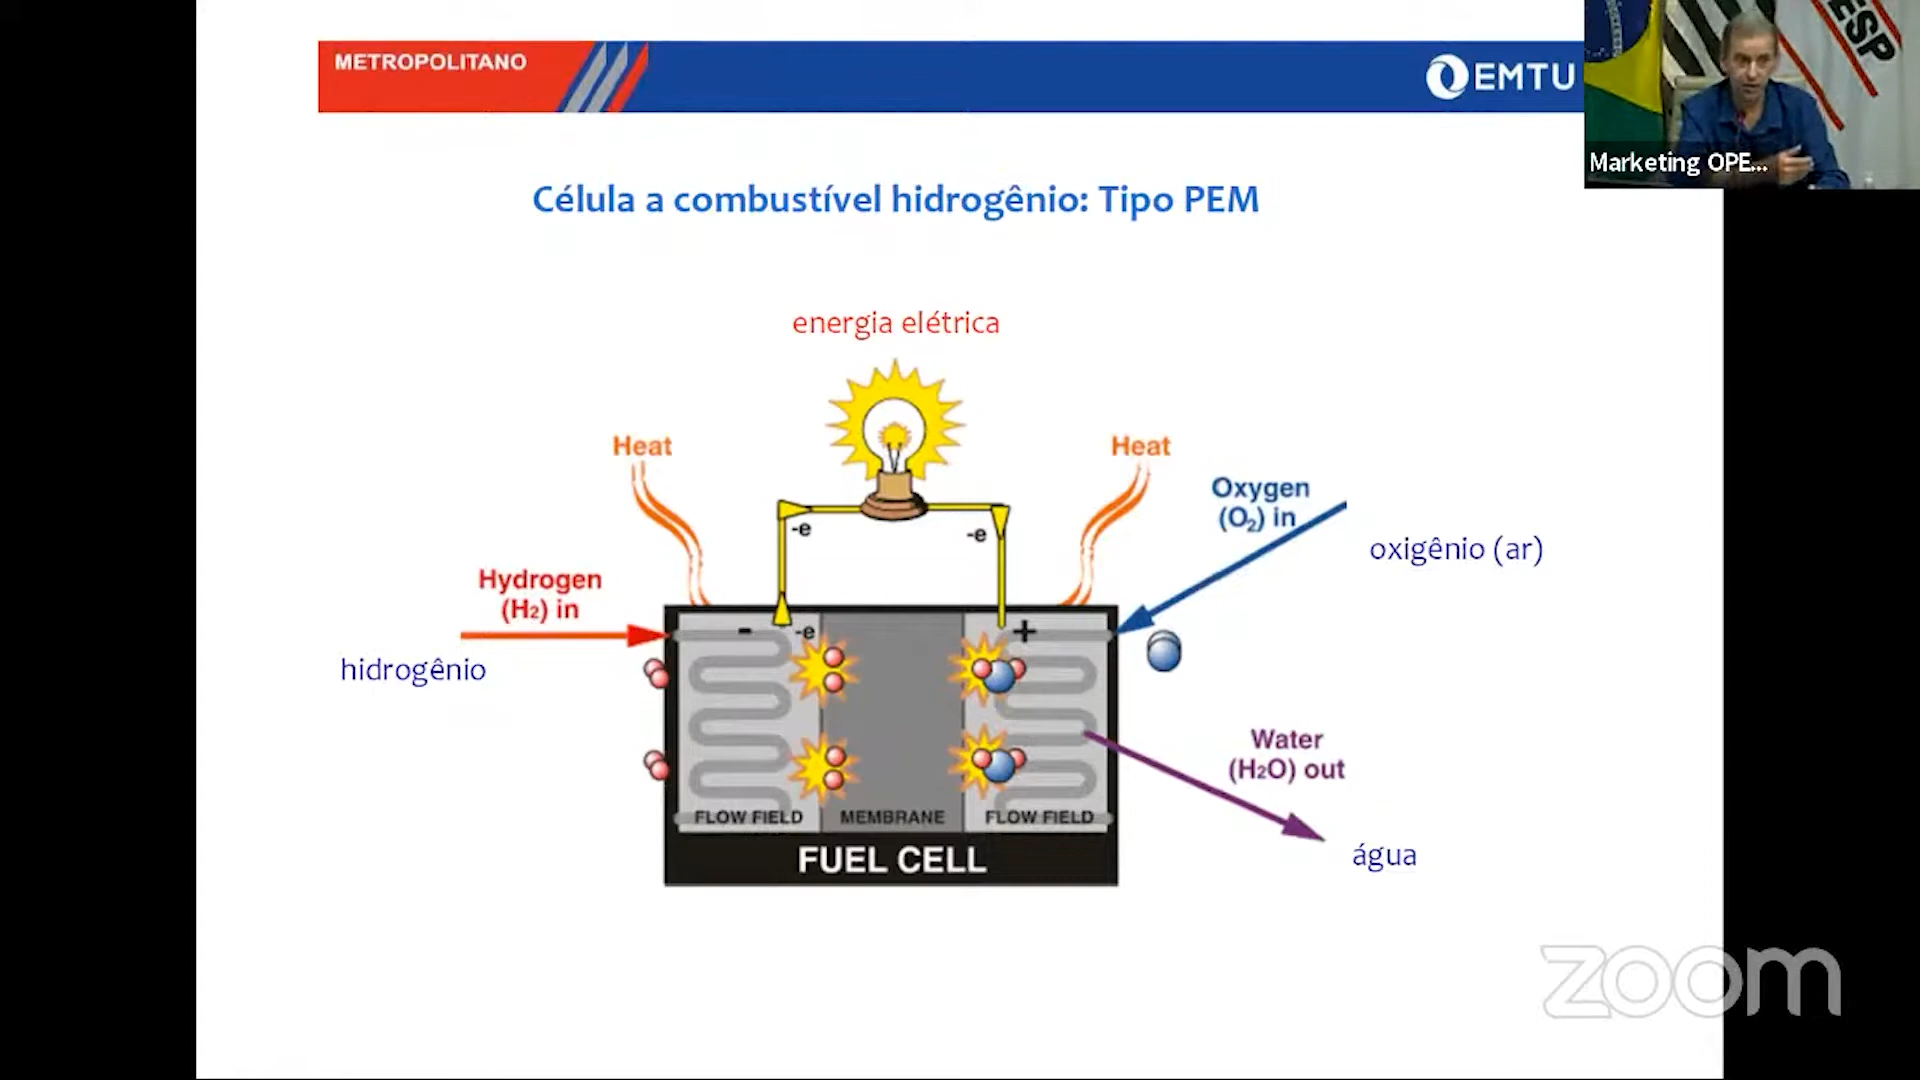 METROPOLITANO
EMTU
ESP
Marketing OPE...
Célula a combustível hidrogênio: Tipo PEM
energia elétrica
Heat
Heat
Oxygen
(O2) in
oxigênio (ar)
-e
-e
Hydrogen
(H2) in
hidrogênio
-
-e
+
Water
(H2O) out
água
FLOW FIELD
MEMBRANE
FLOW FIELD
FUEL CELL
zoom